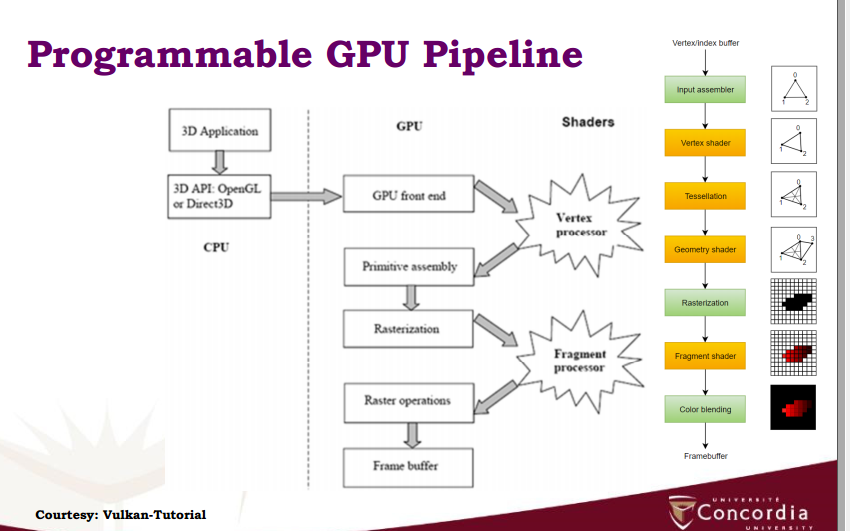 Programmable GPU Pipeline
3D Application
3D API: OpenGL
or Direct3D
CPU
GPU
Shaders
GPU front end
Vertex
processor
Primitive assembly
Rasterization
Fragment
processor
Raster operations
Frame buffer
Vertex/index buffer
Input assembler
0
1
2
Vertex shader
0
1
2
Tessellation
0
1
2
Geometry shader
0
3
1
2
Rasterization
Fragment shader
Color blending
Framebuffer
Courtesy: Vulkan-Tutorial
UNIVERSITÉ
Concordia
UNIVERSITY